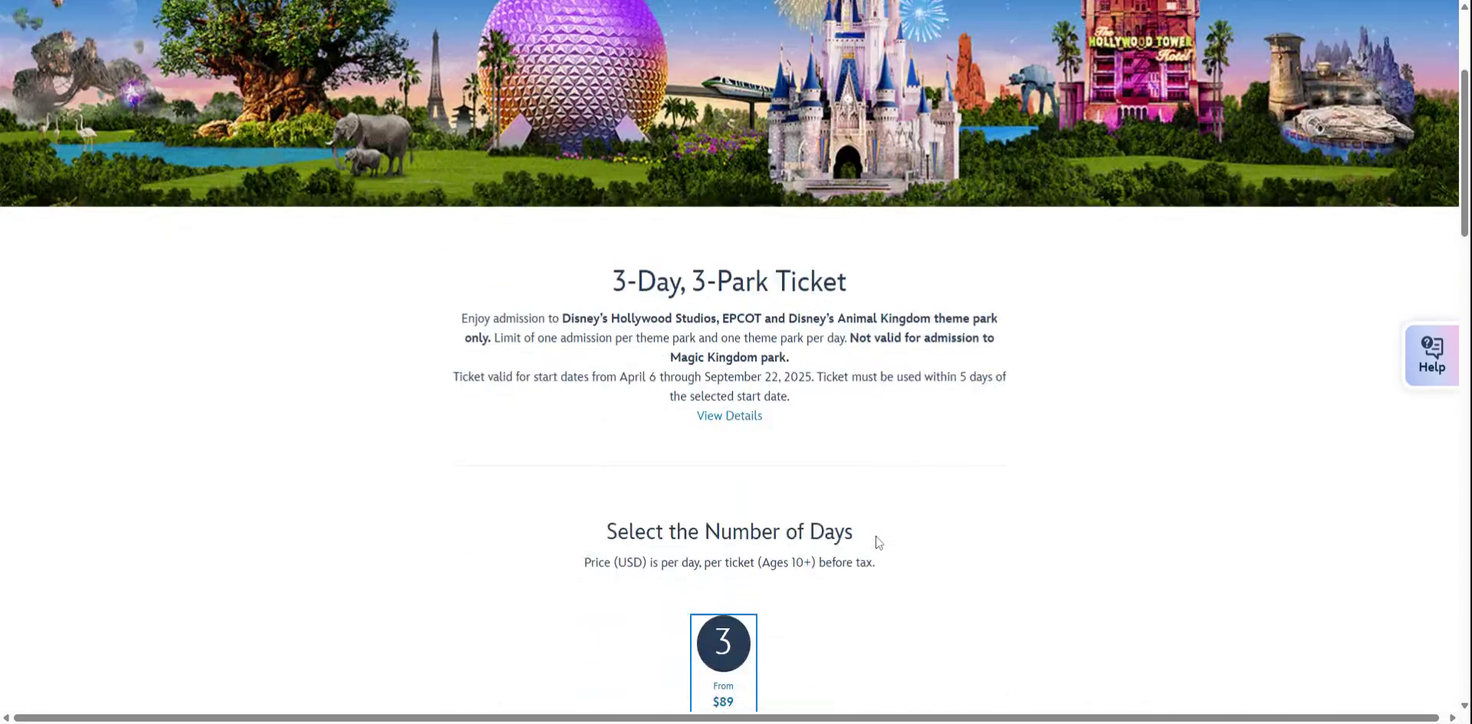 The
HOLLYWOOD TOWER
Hotel
3-Day, 3-Park Ticket
Enjoy admission to Disney's Hollywood Studios, EPCOT and Disney's Animal Kingdom theme park
only. Limit of one admission per theme park and one theme park per day. Not valid for admission to
Magic Kingdom park.
Ticket valid for start dates from April 6 through September 22, 2025. Ticket must be used within 5 days of
the selected start date.
View Details
Help
Select the Number of Days
Price (USD) is per day, per ticket (Ages 10+) before tax.
3
From
$89